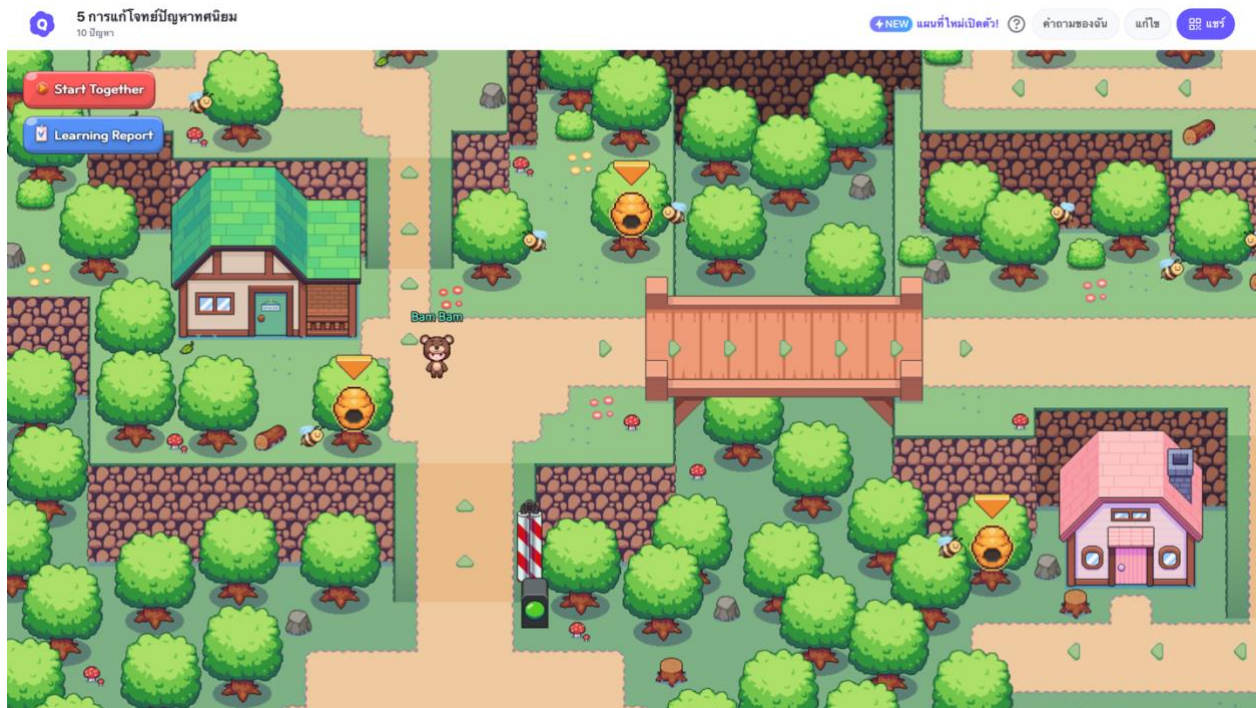 5 การแก้โจทย์ปัญหาทศนิยม
10 ปัญหา
NEW แผนที่ใหม่เปิดตัว!
?
คำถามของฉัน
แก้ไข
แชร์
Start Together
Learning Report
Bam Bam